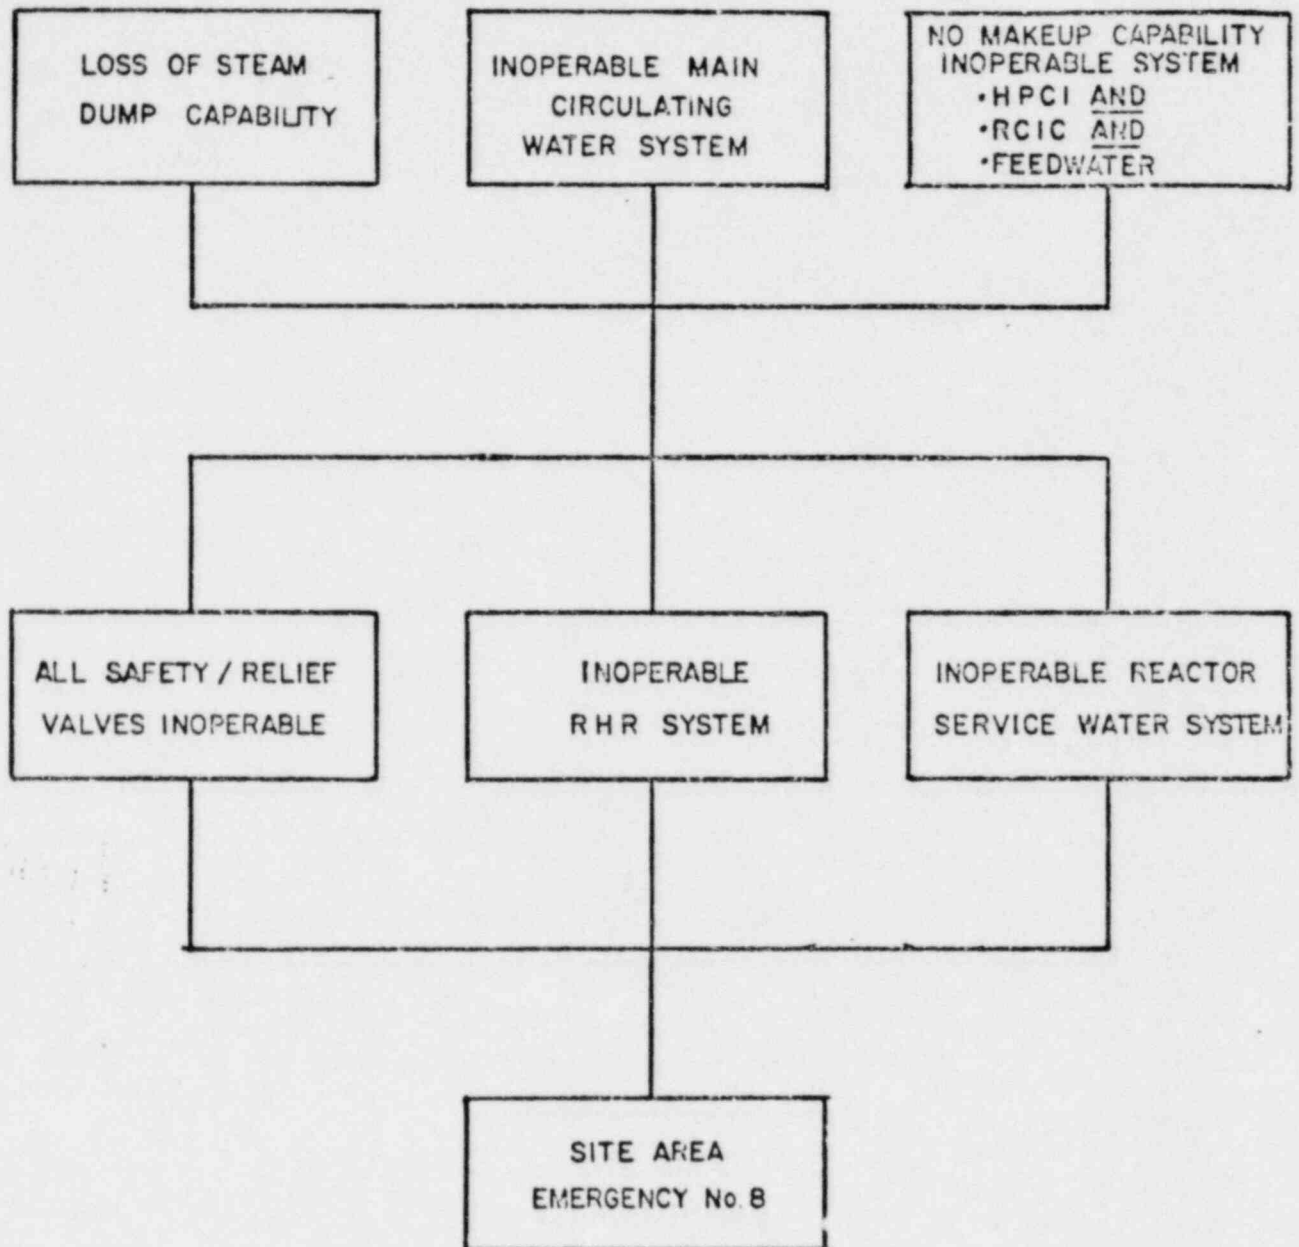 LOSS OF STEAM
DUMP CAPABILITY
INOPERABLE MAIN
CIRCULATING
WATER SYSTEM
NO MAKEUP CAPABILITY
INOPERABLE SYSTEM
•HPCI AND
•RCIC AND
•FEEDWATER
ALL SAFETY / RELIEF
VALVES INOPERABLE
INOPERABLE
RHR SYSTEM
INOPERABLE REACTOR
SERVICE WATER SYSTEM
SITE AREA
EMERGENCY No. 8